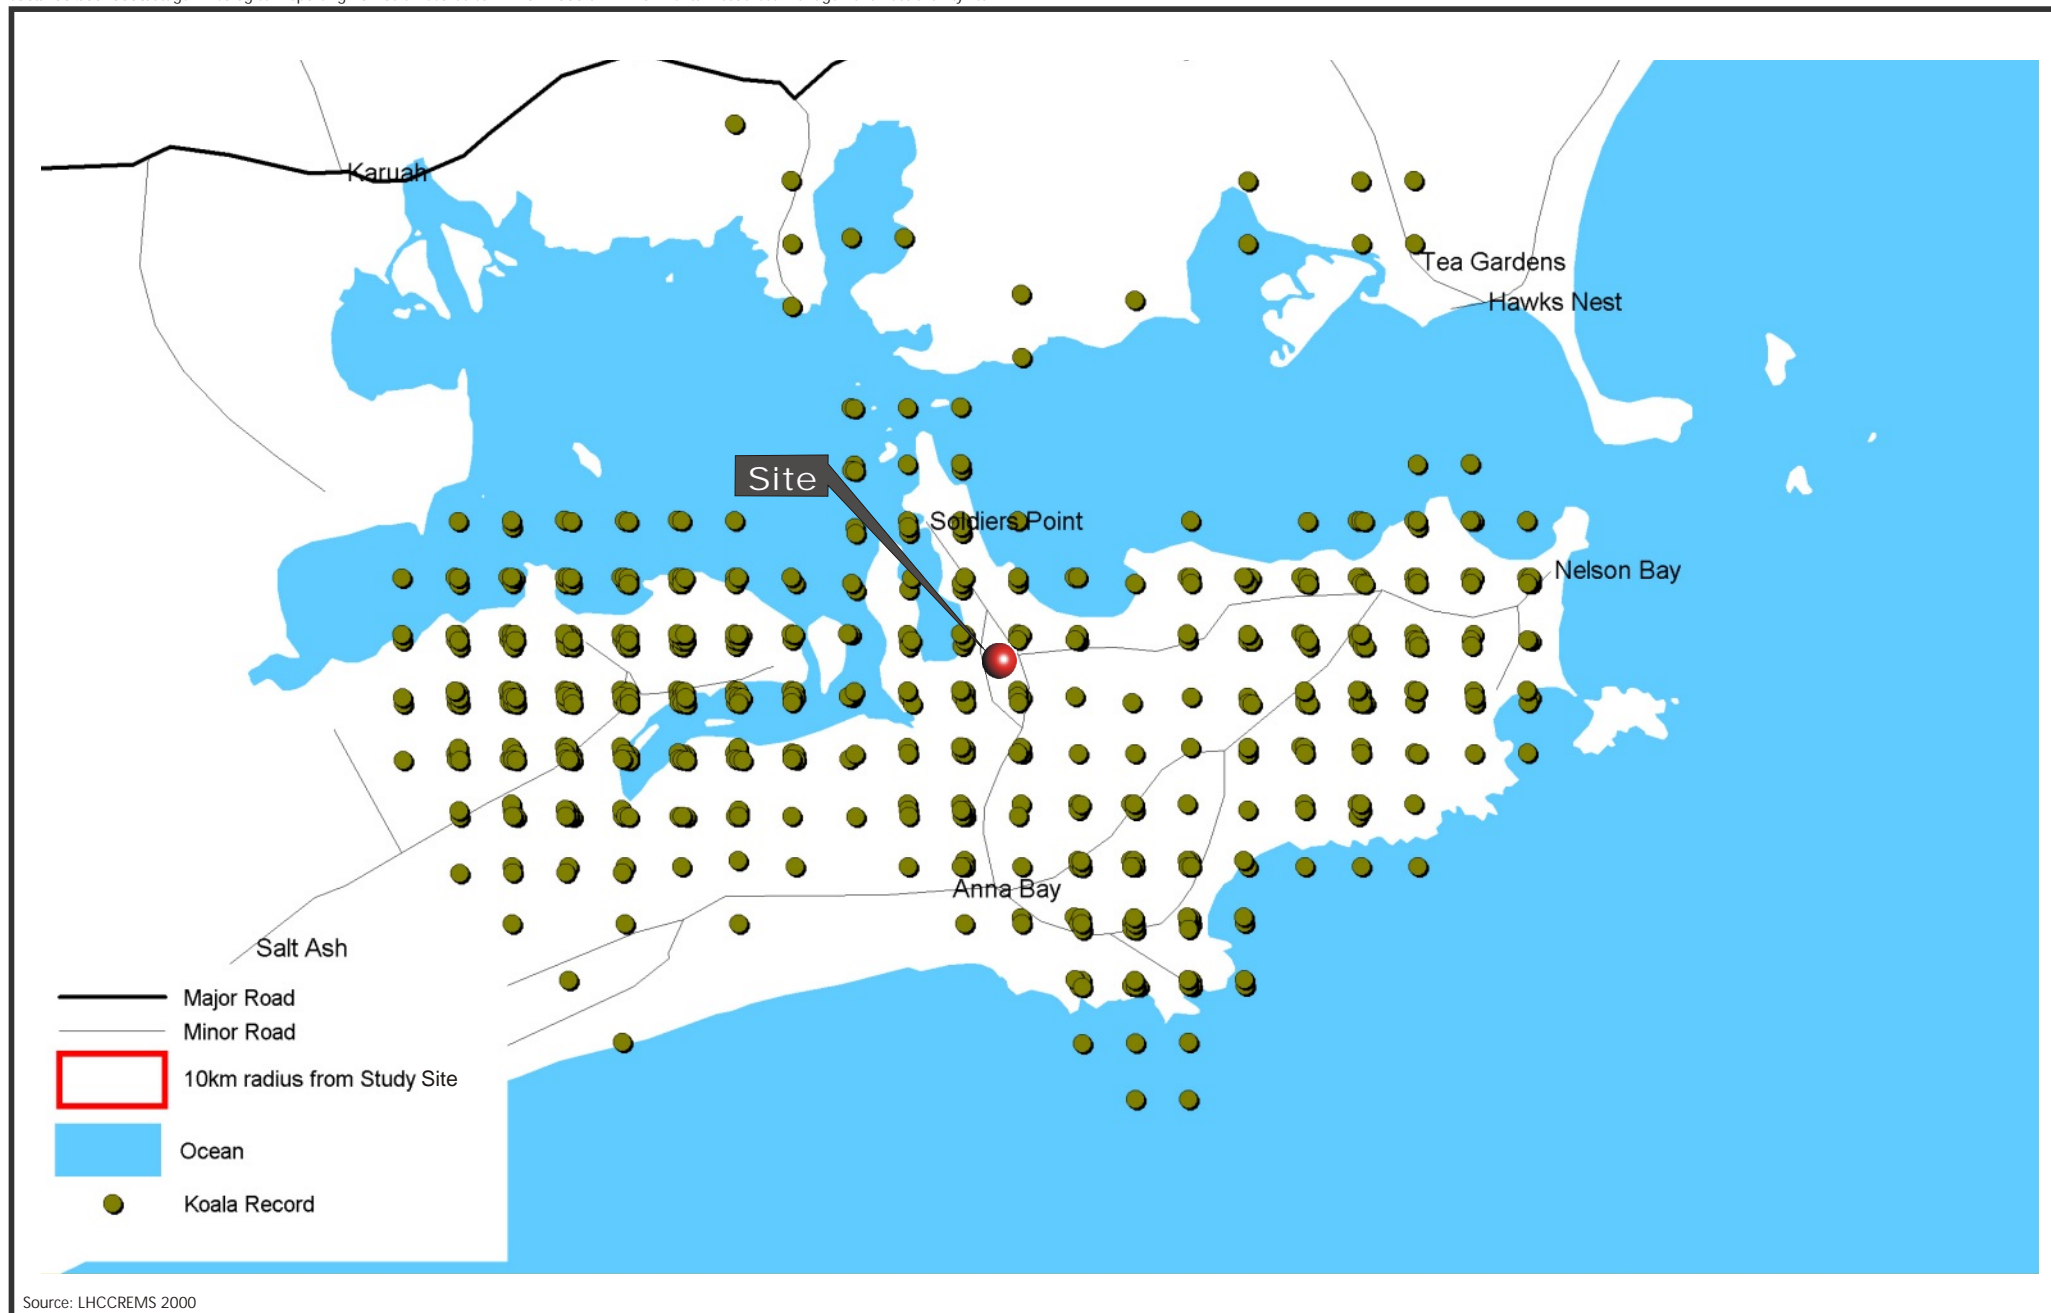 Karuah
Tea Gardens
Hawks Nest
Site
Soldiers Point
Nelson Bay
Anna Bay
Salt Ash
Major Road
Minor Road
10km radius from Study Site
Ocean
Koala Record
Source: LHCCREMS 2000